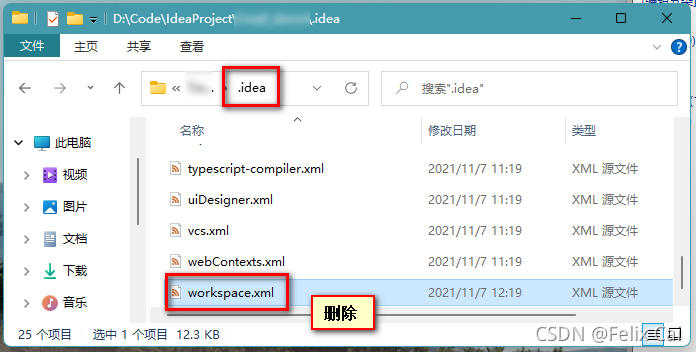 D:\Code\IdeaProject\
\.idea
文件
主页
共享
查看
.idea
搜索".idea"
名称
修改日期
类型
此电脑
视频
图片
文档
下载
音乐
typescript-compiler.xml
2021/11/7 11:19
XML 源文件
uiDesigner.xml
2021/11/7 11:19
XML 源文件
vcs.xml
2021/11/7 11:19
XML 源文件
webContexts.xml
2021/11/7 11:19
XML 源文件
workspace.xml
2021/11/7 12:19
XML 源文件
删除
25 个项目
选中 1 个项目
12.3 KB